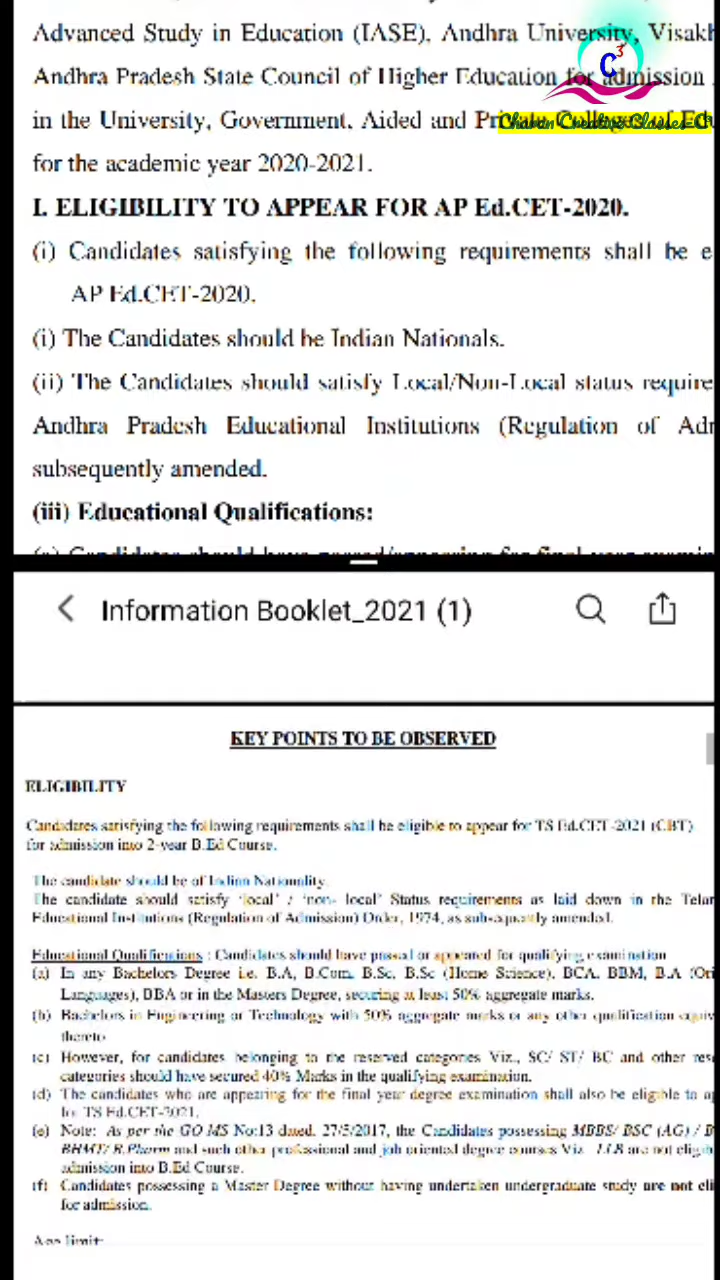 Advanced Study in Education (IASE), Andhra University, Visakh
C3
Andhra Pradesh State Council of Higher Education for admission
in the University, Government, Aided and Private Colleges of Edu
Charan Creative Classes-C
for the academic year 2020-2021.
I. ELIGIBILITY TO APPEAR FOR AP Ed.CET-2020.
(i) Candidates satisfying the following requirements shall be e
AP Ed.CET-2020.
(i) The Candidates should be Indian Nationals.
(ii) The Candidates should satisfy Local/Non-Local status require
Andhra Pradesh Educational Institutions (Regulation of Adm
subsequently amended.
(iii) Educational Qualifications:
Information Booklet_2021 (1)
KEY POINTS TO BE OBSERVED
ELIGIBILITY
Candidates satisfying the following requirements shall be eligible to appear for TS Ed.CET-2021 (CBT)
for admission into 2-year B.Ed Course.
The candidate should be of Indian Nationality.
The candidate should satisfy 'local' / 'non- local' Status requirements as laid down in the Telan
Educational Institutions (Regulation of Admission) Order, 1974, as subsequently amended.
Educational Qualifications : Candidates should have passed or appeared for qualifying examination
(a) In any Bachelors Degree i.e. B.A, B.Com, B.Sc, B.Sc (Home Science), BCA, BBM, B.A (Ori
Languages), BBA or in the Masters Degree, securing at least 50% aggregate marks.
(b) Bachelors in Engineering or Technology with 50% aggregate marks or any other qualification equiv
thereto
(c) However, for candidates belonging to the reserved categories Viz., SC/ ST/ BC and other rese
categories should have secured 40% Marks in the qualifying examination.
(d) The candidates who are appearing for the final year degree examination shall also be eligible to ap
for TS Ed.CET-2021.
(e) Note: As per the GO MS No:13 dated. 27/5/2017, the Candidates possessing MBBS/ BSC (AG) / B
BHMT/ B.Pharm and such other professional and job oriented degree courses Viz LLB are not eligib
admission into B.Ed Course.
(f) Candidates possessing a Master Degree without having undertaken undergraduate study are not eli
for admission.
Age limit: